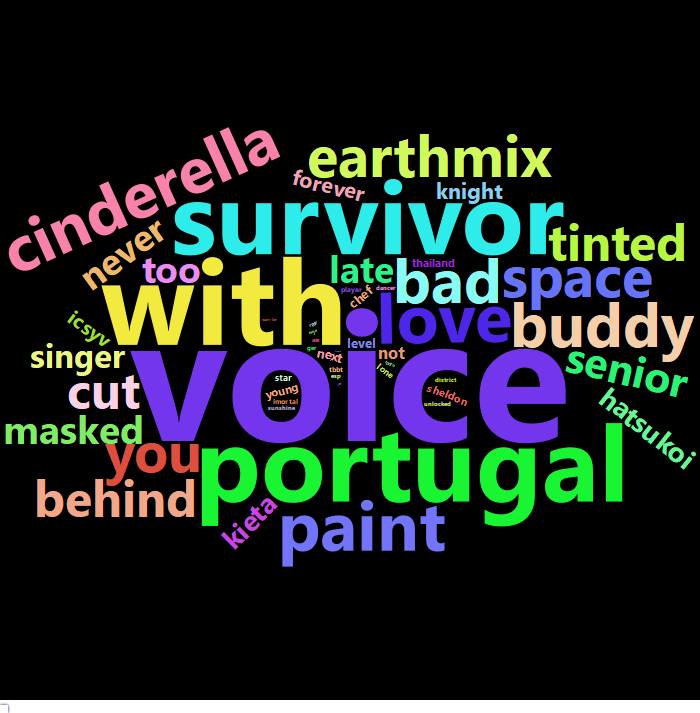 cinderella
earthmix
forever
knight
survivor
never
tinted
too
late
thailand
bad
space
with
player
dancer
chef
love
buddy
icsyv
singer
level
next
not
senior
cut
star
young
imortal
sunshine
tbbt
exp
lone
district
sheldon
unlocked
voice
hatsukoi
masked
you
portugal
behind
kieta
paint